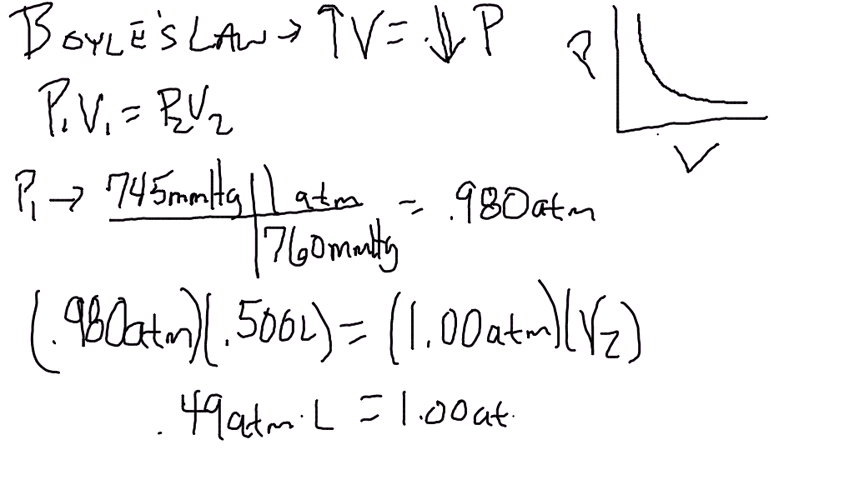 BOYLE'S LAW → ↑V = ↓P
P
V
P₁V₁ = P₂V₂
P₁ → 745mmHg | 1 atm = .980atm
760mmHg
(.980atm)(.500L) = (1.00atm)(V₂)
.49atm·L = 1.00at